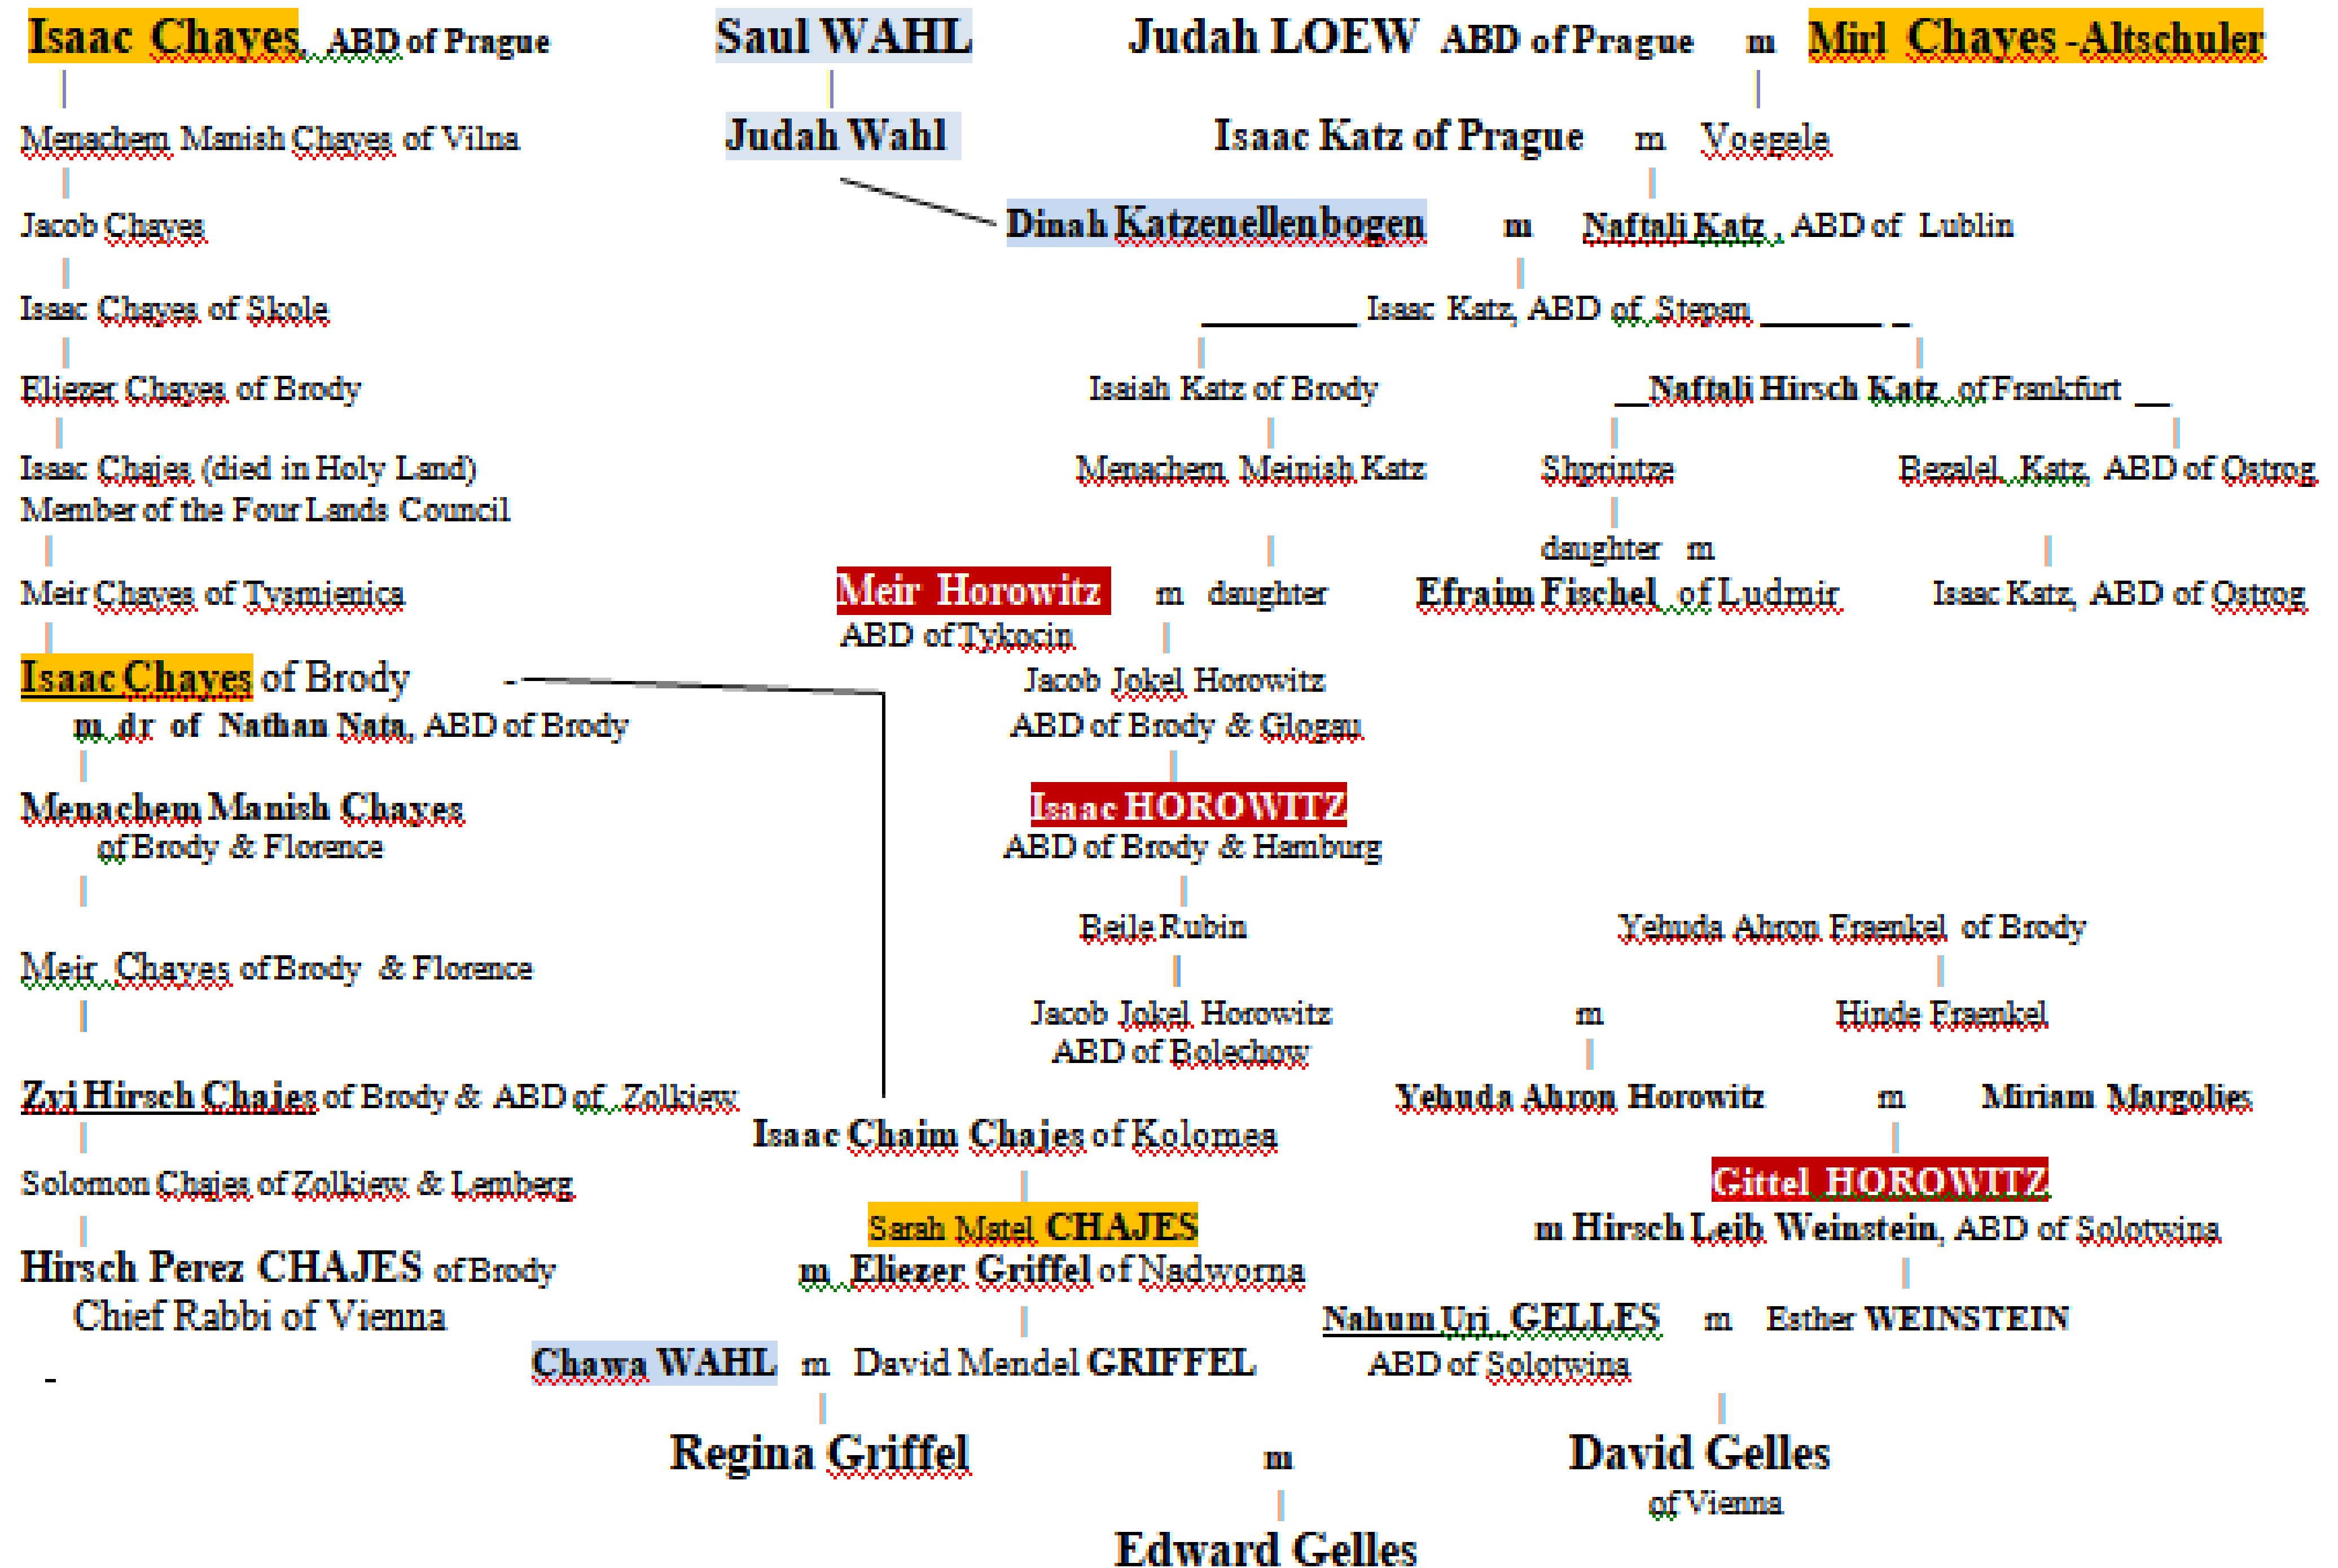 Isaac Chayes, ABD of Prague Saul WAHL Judah LOEW ABD of Prague m Mirl Chayes -Altschuler
Menachem Manish Chayes of Vilna Judah Wahl Isaac Katz of Prague m Voegele
Jacob Chayes Dinah Katzenellenbogen m Naftali Katz , ABD of Lublin
Isaac Chayes of Skole Isaac Katz, ABD of Stepan
Eliezer Chayes of Brody Isaiah Katz of Brody Naftali Hirsch Katz of Frankfurt
Isaac Chajes (died in Holy Land) Menachem Meinish Katz Shprintze Bezalel Katz, ABD of Ostrog
Member of the Four Lands Council
daughter m
Meir Chayes of Tysmienica Meir Horowitz m daughter Efraim Fischel of Ludmir Isaac Katz, ABD of Ostrog
ABD of Tykocin
Isaac Chayes of Brody - Jacob Jokel Horowitz
m dr of Nathan Nata, ABD of Brody ABD of Brody & Glogau
Menachem Manish Chayes Isaac HOROWITZ
of Brody & Florence ABD of Brody & Hamburg
Beile Rubin Yehuda Ahron Fraenkel of Brody
Meir Chayes of Brody & Florence
Jacob Jokel Horowitz m Hinde Fraenkel
ABD of Bolechow
Zvi Hirsch Chajes of Brody & ABD of Zolkiew Yehuda Ahron Horowitz m Miriam Margolies
Isaac Chaim Chajes of Kolomea
Solomon Chajes of Zolkiew & Lemberg Gittel HOROWITZ
Sarah Matel CHAJES m Hirsch Leib Weinstein, ABD of Solotwina
Hirsch Perez CHAJES of Brody m Eliezer Griffel of Nadworna
Chief Rabbi of Vienna Nahum Uri GELLES m Esther WEINSTEIN
- Chawa WAHL m David Mendel GRIFFEL ABD of Solotwina
Regina Griffel m David Gelles
of Vienna
Edward Gelles